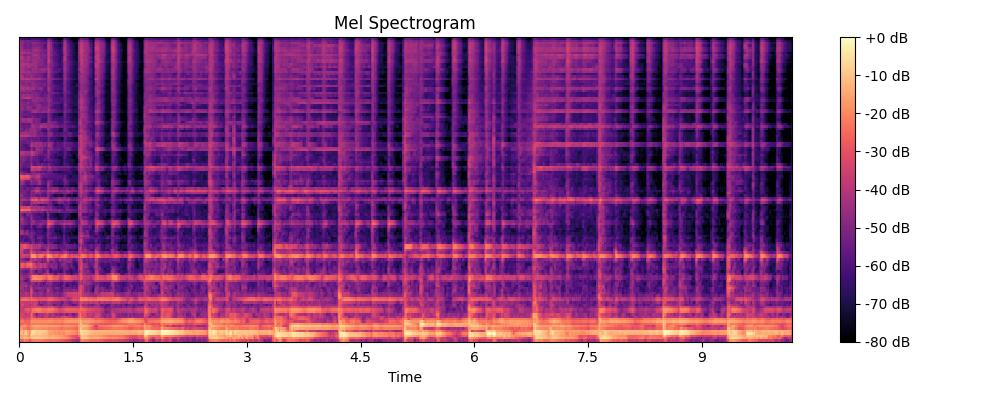 Mel Spectrogram
+0 dB
-10 dB
-20 dB
-30 dB
-40 dB
-50 dB
-60 dB
-70 dB
-80 dB
0 1.5 3 4.5 6 7.5 9
Time